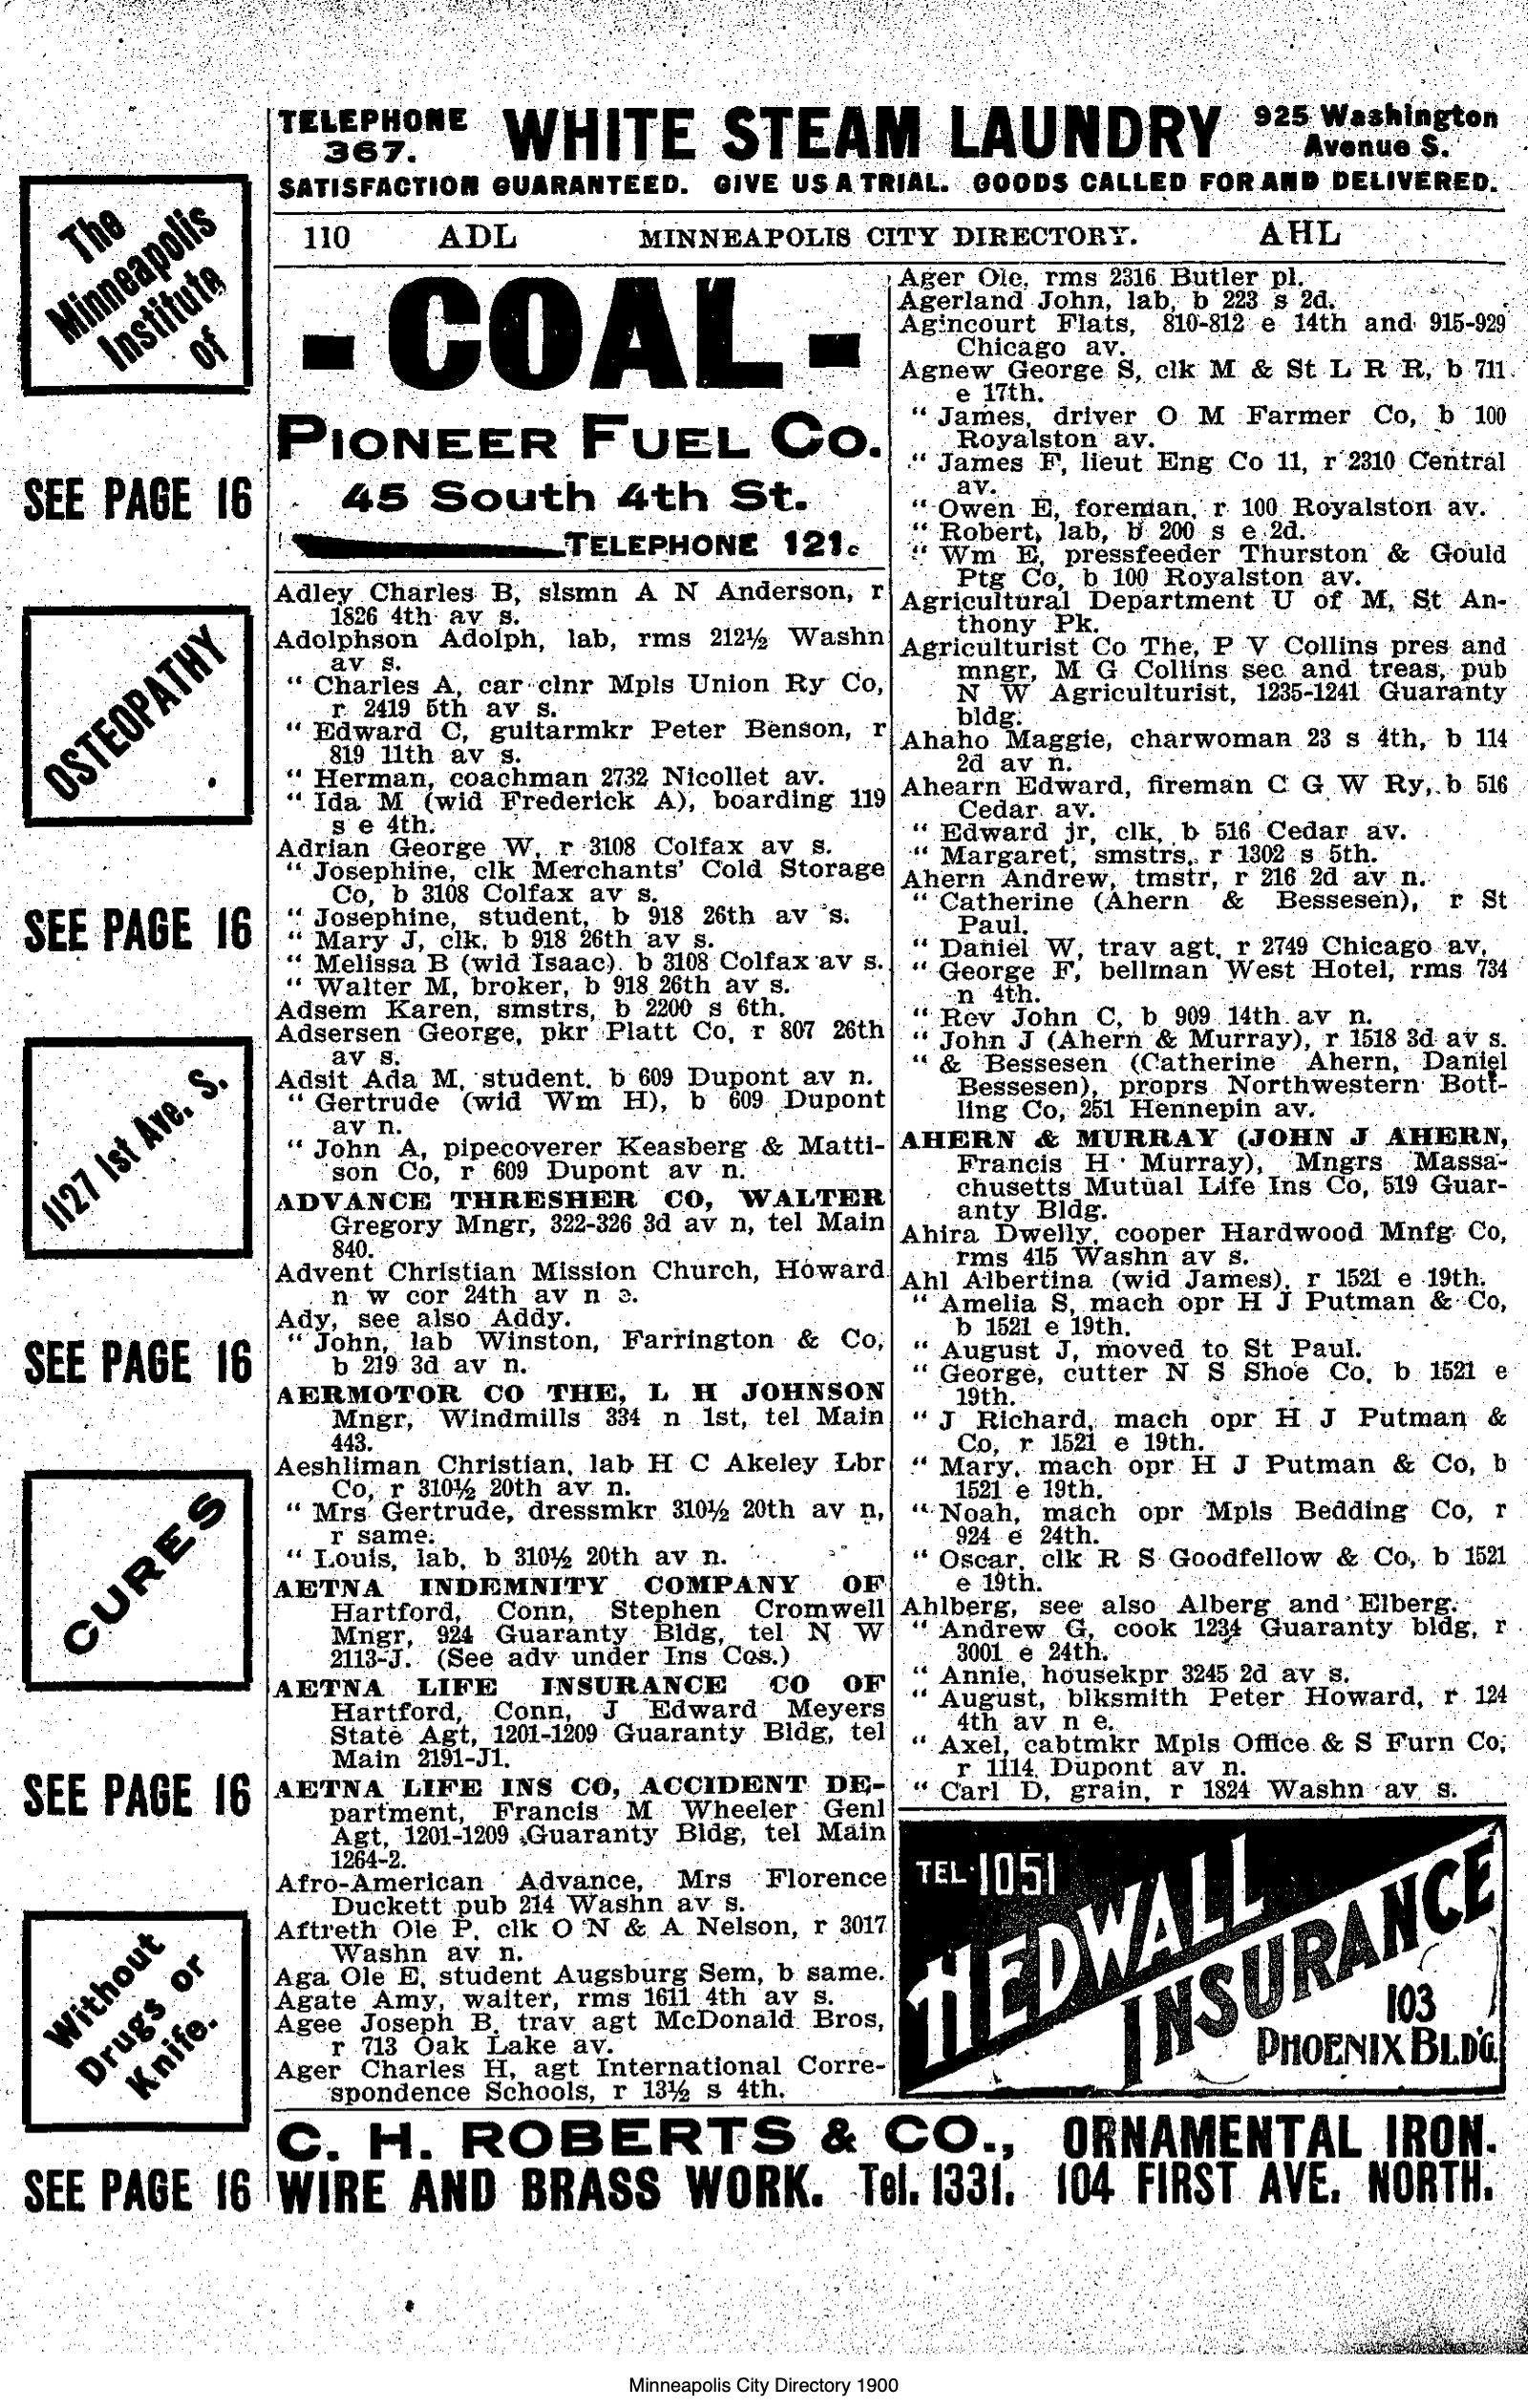 TELEPHONE 367. WHITE STEAM LAUNDRY 925 Washington Avenue S.
SATISFACTION GUARANTEED. GIVE US A TRIAL. GOODS CALLED FOR AND DELIVERED.
110 ADL MINNEAPOLIS CITY DIRECTORY. AHL
The
Minneapolis
Institute
of
SEE PAGE 16
OSTEOPATHY
SEE PAGE 16
1127 1st Ave. S.
SEE PAGE 16
CURES
SEE PAGE 16
Without
Drugs or
Knife.
SEE PAGE 16
- COAL -
PIONEER FUEL CO.
45 South 4th St.
TELEPHONE 121.
Adley Charles B, slsmn A N Anderson, r
1826 4th av s.
Adolphson Adolph, lab, rms 212½ Washn
av s.
" Charles A, car clnr Mpls Union Ry Co,
r 2419 5th av s.
" Edward C, guitarmkr Peter Benson, r
819 11th av s.
" Herman, coachman 2732 Nicollet av.
" Ida M (wid Frederick A), boarding 119
s e 4th.
Adrian George W, r 3108 Colfax av s.
" Josephine, clk Merchants' Cold Storage
Co, b 3108 Colfax av s.
" Josephine, student, b 918 26th av s.
" Mary J, clk, b 918 26th av s.
" Melissa B (wid Isaac), b 3108 Colfax av s.
" Walter M, broker, b 918 26th av s.
Adsem Karen, smstrs, b 2200 s 6th.
Adsersen George, pkr Platt Co, r 807 26th
av s.
Adsit Ada M, student, b 609 Dupont av n.
" Gertrude (wid Wm H), b 609 Dupont
av n.
" John A, pipecoverer Keasberg & Matti-
son Co, r 609 Dupont av n.
ADVANCE THRESHER CO, WALTER
Gregory Mngr, 322-326 3d av n, tel Main
840.
Advent Christian Mission Church, Howard
n w cor 24th av n e.
Ady, see also Addy.
" John, lab Winston, Farrington & Co,
b 219 3d av n.
AERMOTOR CO THE, L H JOHNSON
Mngr, Windmills 334 n 1st, tel Main
443.
Aeshliman Christian, lab H C Akeley Lbr
Co, r 310½ 20th av n.
" Mrs Gertrude, dressmkr 310½ 20th av n,
r same.
" Louis, lab, b 310½ 20th av n.
AETNA INDEMNITY COMPANY OF
Hartford, Conn, Stephen Cromwell
Mngr, 924 Guaranty Bldg, tel N W
2113-J. (See adv under Ins Cos.)
AETNA LIFE INSURANCE CO OF
Hartford, Conn, J Edward Meyers
State Agt, 1201-1209 Guaranty Bldg, tel
Main 2191-J1.
AETNA LIFE INS CO, ACCIDENT DE-
partment, Francis M Wheeler Genl
Agt, 1201-1209 Guaranty Bldg, tel Main
1264-2.
Afro-American Advance, Mrs Florence
Duckett pub 214 Washn av s.
Aftreth Ole P, clk O N & A Nelson, r 3017
Washn av n.
Aga Ole E, student Augsburg Sem, b same.
Agate Amy, waiter, rms 1611 4th av s.
Agee Joseph B, trav agt McDonald Bros,
r 713 Oak Lake av.
Ager Charles H, agt International Corre-
spondence Schools, r 13½ s 4th.
Ager Ole, rms 2316 Butler pl.
Agerland John, lab, b 223 s 2d.
Agincourt Flats, 810-812 e 14th and 915-929
Chicago av.
Agnew George S, clk M & St L R R, b 711
e 17th.
" James, driver O M Farmer Co, b 100
Royalston av.
" James F, lieut Eng Co 11, r 2310 Central
av.
" Owen E, foreman, r 100 Royalston av.
" Robert, lab, b 200 s e 2d.
" Wm E, pressfeeder Thurston & Gould
Ptg Co, b 100 Royalston av.
Agricultural Department U of M, St An-
thony Pk.
Agriculturist Co The, P V Collins pres and
mngr, M G Collins sec and treas, pub
N W Agriculturist, 1235-1241 Guaranty
bldg.
Ahaho Maggie, charwoman 23 s 4th, b 114
2d av n.
Ahearn Edward, fireman C G W Ry, b 516
Cedar av.
" Edward jr, clk, b 516 Cedar av.
" Margaret, smstrs, r 1302 s 5th.
Ahern Andrew, tmstr, r 216 2d av n.
" Catherine (Ahern & Bessesen), r St
Paul.
" Daniel W, trav agt, r 2749 Chicago av.
" George F, bellman West Hotel, rms 734
n 4th.
" Rev John C, b 909 14th av n.
" John J (Ahern & Murray), r 1518 3d av s.
" & Bessesen (Catherine Ahern, Daniel
Bessesen), proprs Northwestern Bott-
ling Co, 251 Hennepin av.
AHERN & MURRAY (JOHN J AHERN,
Francis H Murray), Mngrs Massa-
chusetts Mutual Life Ins Co, 519 Guar-
anty Bldg.
Ahira Dwelly, cooper Hardwood Mnfg Co,
rms 415 Washn av s.
Ahl Albertina (wid James), r 1521 e 19th.
" Amelia S, mach opr H J Putman & Co,
b 1521 e 19th.
" August J, moved to St Paul.
" George, cutter N S Shoe Co, b 1521 e
19th.
" J Richard, mach opr H J Putman &
Co, r 1521 e 19th.
" Mary, mach opr H J Putman & Co, b
1521 e 19th.
" Noah, mach opr Mpls Bedding Co, r
924 e 24th.
" Oscar, clk R S Goodfellow & Co, b 1521
e 19th.
Ahlberg, see also Alberg and Elberg.
" Andrew G, cook 1234 Guaranty bldg, r
3001 e 24th.
" Annie, housekpr 3245 2d av s.
" August, blksmith Peter Howard, r 124
4th av n e.
" Axel, cabtmkr Mpls Office & S Furn Co,
r 1114 Dupont av n.
" Carl D, grain, r 1824 Washn av s.
TEL. 1051
HEDWALL
INSURANCE
103
PHOENIX BLD'G.
C. H. ROBERTS & CO., ORNAMENTAL IRON.
WIRE AND BRASS WORK. Tel. 1331. 104 FIRST AVE. NORTH.
Minneapolis City Directory 1900